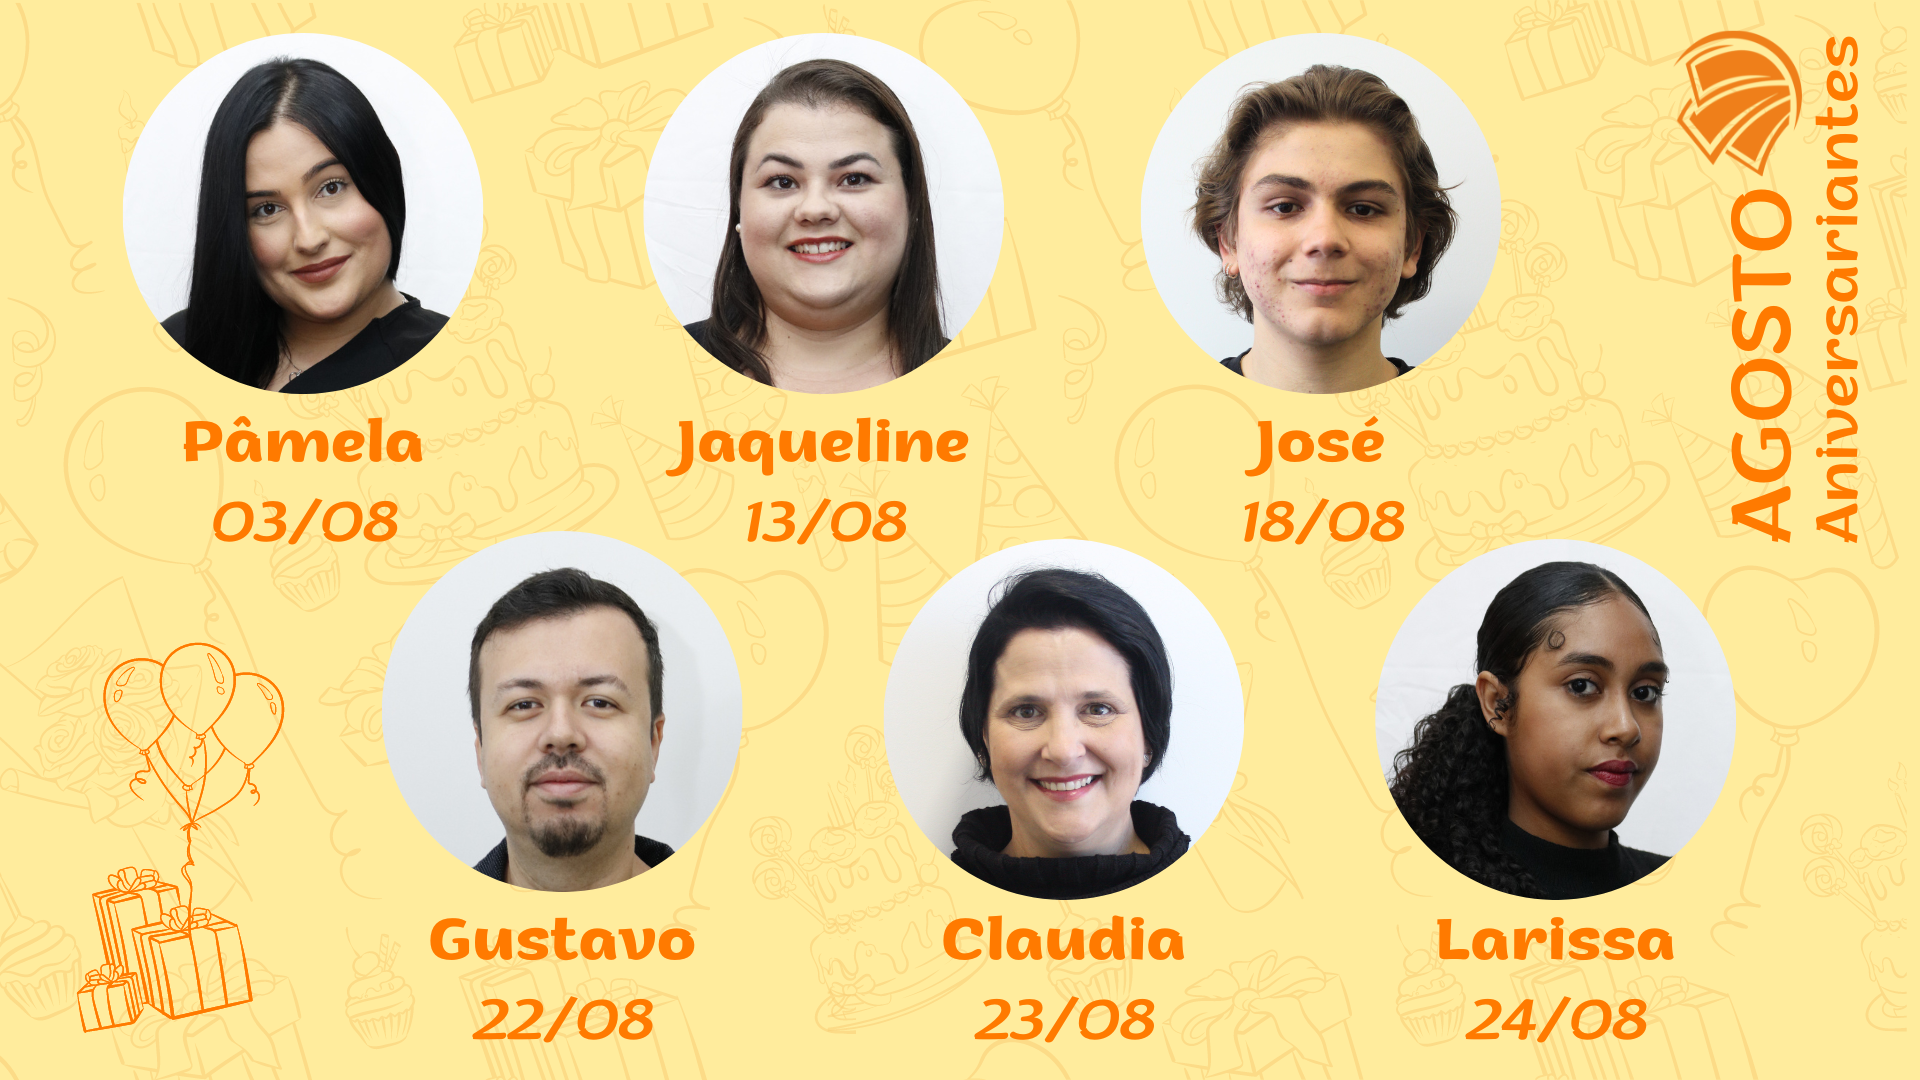 AGOSTO
Aniversariantes
Pâmela
03/08
Jaqueline
13/08
José
18/08
Gustavo
22/08
Claudia
23/08
Larissa
24/08